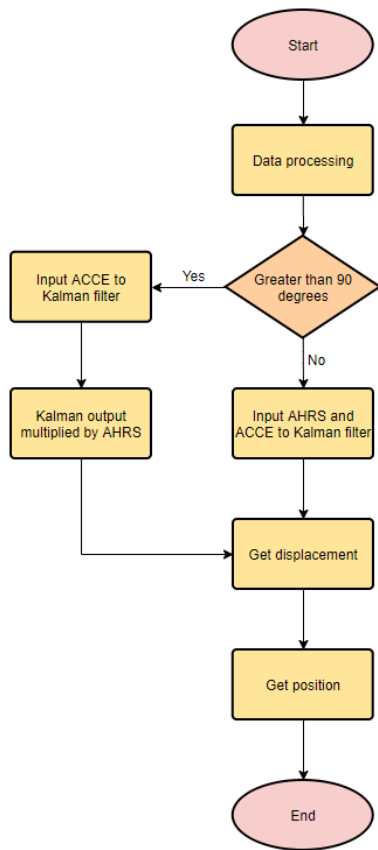 Start
Data processing
Greater than 90
degrees
Yes
Input ACCE to
Kalman filter
No
Kalman output
multiplied by AHRS
Input AHRS and
ACCE to Kalman filter
Get displacement
Get position
End